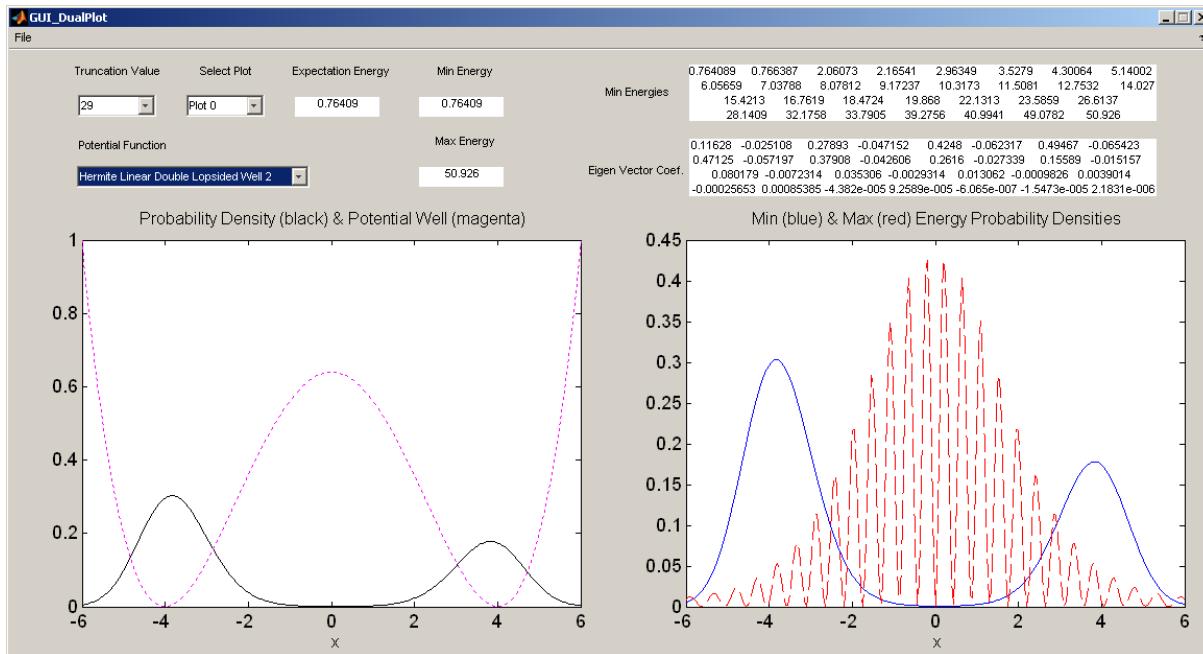 GUI_DualPlot
File
Truncation Value Select Plot Expectation Energy Min Energy
29 Plot 0 0.76409 0.76409
Potential Function Max Energy
Hermite Linear Double Lopsided Well 2 50.926
Min Energies
0.764089 0.766387 2.06073 2.16541 2.96349 3.5279 4.30064 5.14002
6.05659 7.03788 8.07812 9.17237 10.3173 11.5081 12.7532 14.027
15.4213 16.7619 18.4724 19.868 22.1313 23.5859 26.6137
28.1409 32.1758 33.7905 39.2756 40.9941 49.0782 50.926
Eigen Vector Coef.
0.11628 -0.025108 0.27893 -0.047152 0.4248 -0.062317 0.49467 -0.065423
0.47125 -0.057197 0.37908 -0.042606 0.2616 -0.027339 0.15589 -0.015157
0.080179 -0.0072314 0.035306 -0.0029314 0.013062 -0.0009826 0.0039014
-0.00025653 0.00085385 -4.382e-005 9.2589e-005 -6.065e-007 -1.5473e-005 2.1831e-006
Probability Density (black) & Potential Well (magenta)
1
0.8
0.6
0.4
0.2
0
-6 -4 -2 0 2 4 6
x
Min (blue) & Max (red) Energy Probability Densities
0.45
0.4
0.35
0.3
0.25
0.2
0.15
0.1
0.05
0
-6 -4 -2 0 2 4 6
x